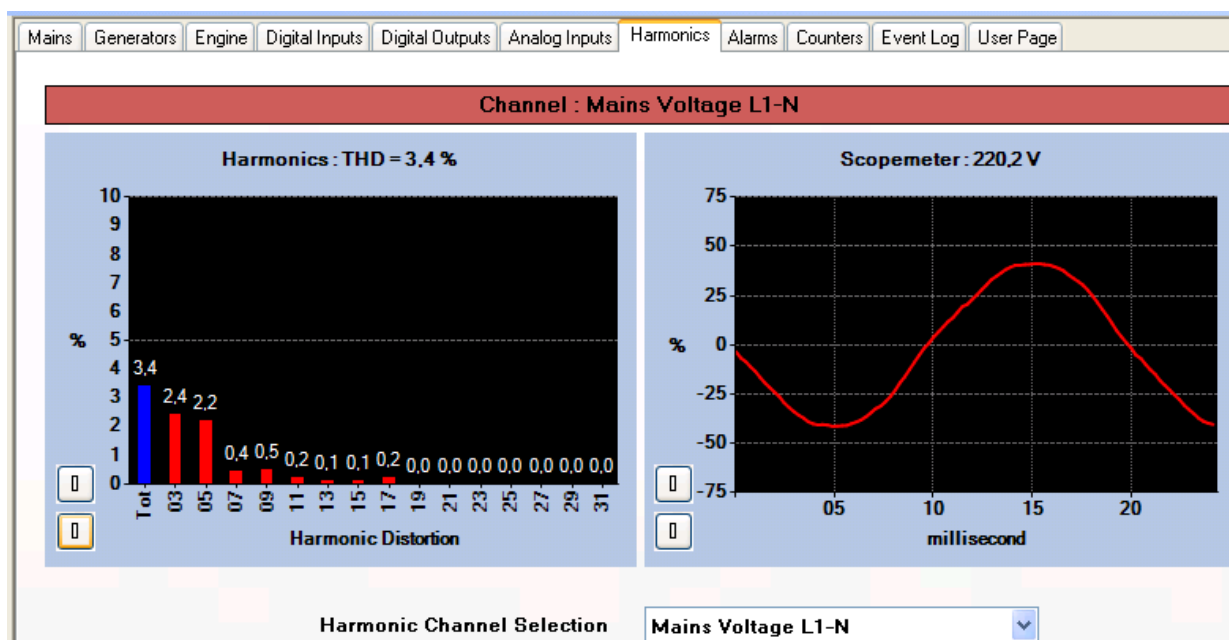 Mains Generators Engine Digital Inputs Digital Outputs Analog Inputs Harmonics Alarms Counters Event Log User Page
Channel : Mains Voltage L1-N
Harmonics : THD = 3,4 %
10
9
8
7
6
%
5
4
3
2
1
0
3,4 2,4 2,2 0,4 0,5 0,2 0,1 0,1 0,2 0,0 0,0 0,0 0,0 0,0 0,0 0,0
Tot 03 05 07 09 11 13 15 17 19 21 23 25 27 29 31
Harmonic Distortion
Scopemeter : 220,2 V
75
50
25
%
0
-25
-50
-75
05 10 15 20
millisecond
Harmonic Channel Selection Mains Voltage L1-N